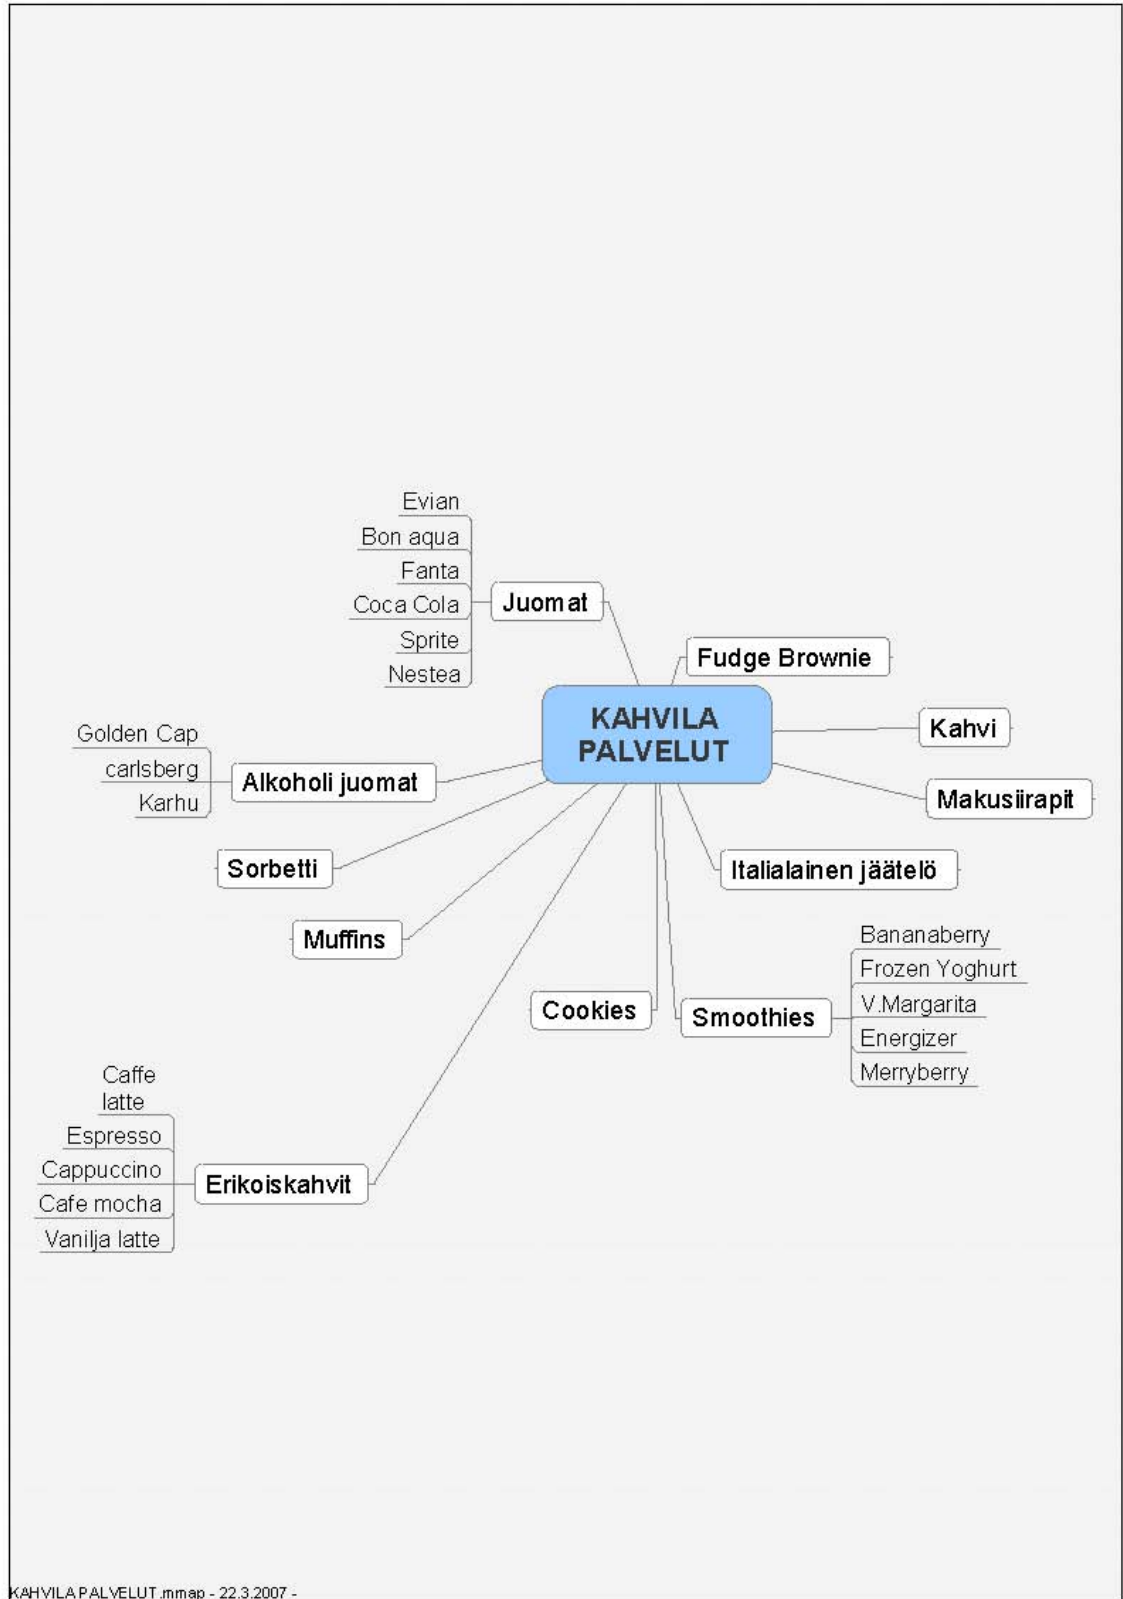 Evian
Bon aqua
Fanta
Coca Cola
Sprite
Nestea
Juomat
Fudge Brownie
KAHVILA
PALVELUT
Kahvi
Makusiirapit
Golden Cap
carlsberg
Karhu
Alkoholi juomat
Sorbetti
Italialainen jäätelö
Muffins
Cookies
Smoothies
Bananaberry
Frozen Yoghurt
V.Margarita
Energizer
Merryberry
Caffe
latte
Espresso
Cappuccino
Cafe mocha
Vanilja latte
Erikoiskahvit
KAHVILA PALVELUT.mmap - 22.3.2007 -